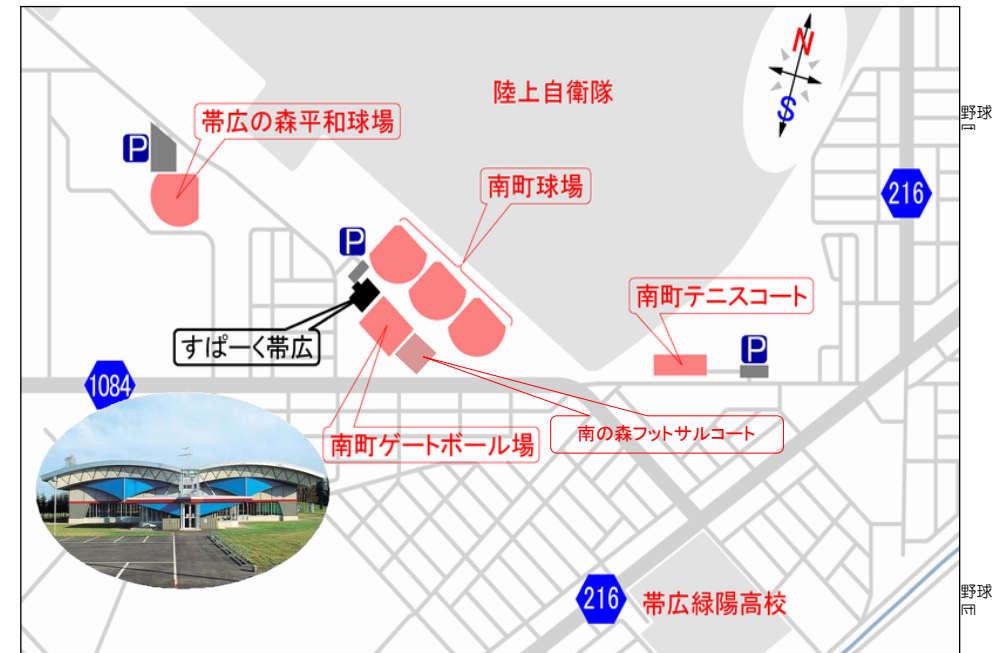 N
S
陸上自衛隊
野球
帯広の森平和球場
P
南町球場
216
P
南町テニスコート
すぱーく帯広
P
1084
南町ゲートボール場
南の森フットサルコート
216
帯広緑陽高校
野球